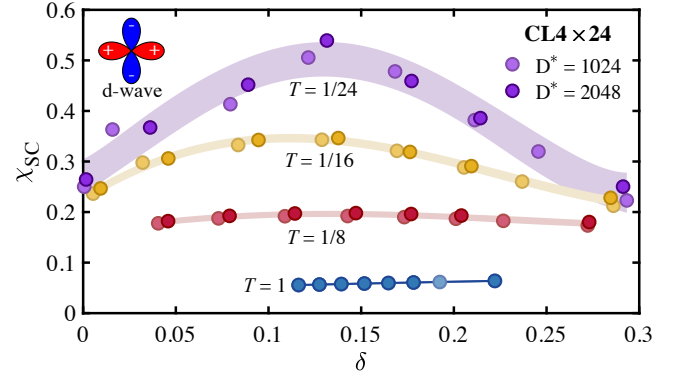 0.6
0.5
0.4
0.3
0.2
0.1
0
χSC
-
+ +
-
d-wave
CL4 × 24
D* = 1024
D* = 2048
T = 1/24
T = 1/16
T = 1/8
T = 1
0 0.05 0.1 0.15 0.2 0.25 0.3
δ